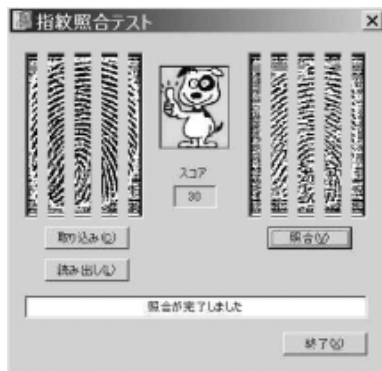 指紋照合テスト
スコア
30
取り込み(C)
照合(V)
読み出し(L)
照合が完了しました
終了(X)